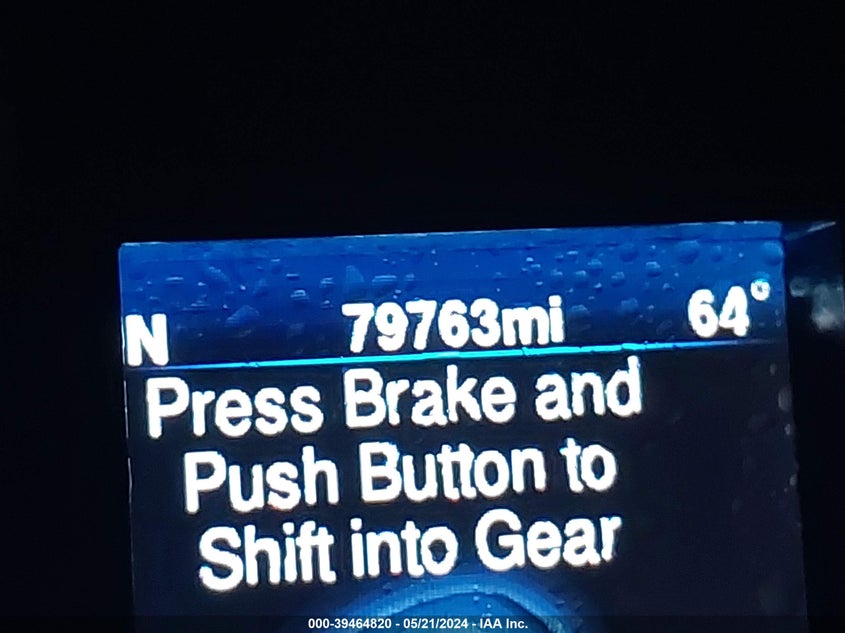 N 79763mi 64°
Press Brake and
Push Button to
Shift into Gear
000-39464820 - 05/21/2024 - IAA Inc.